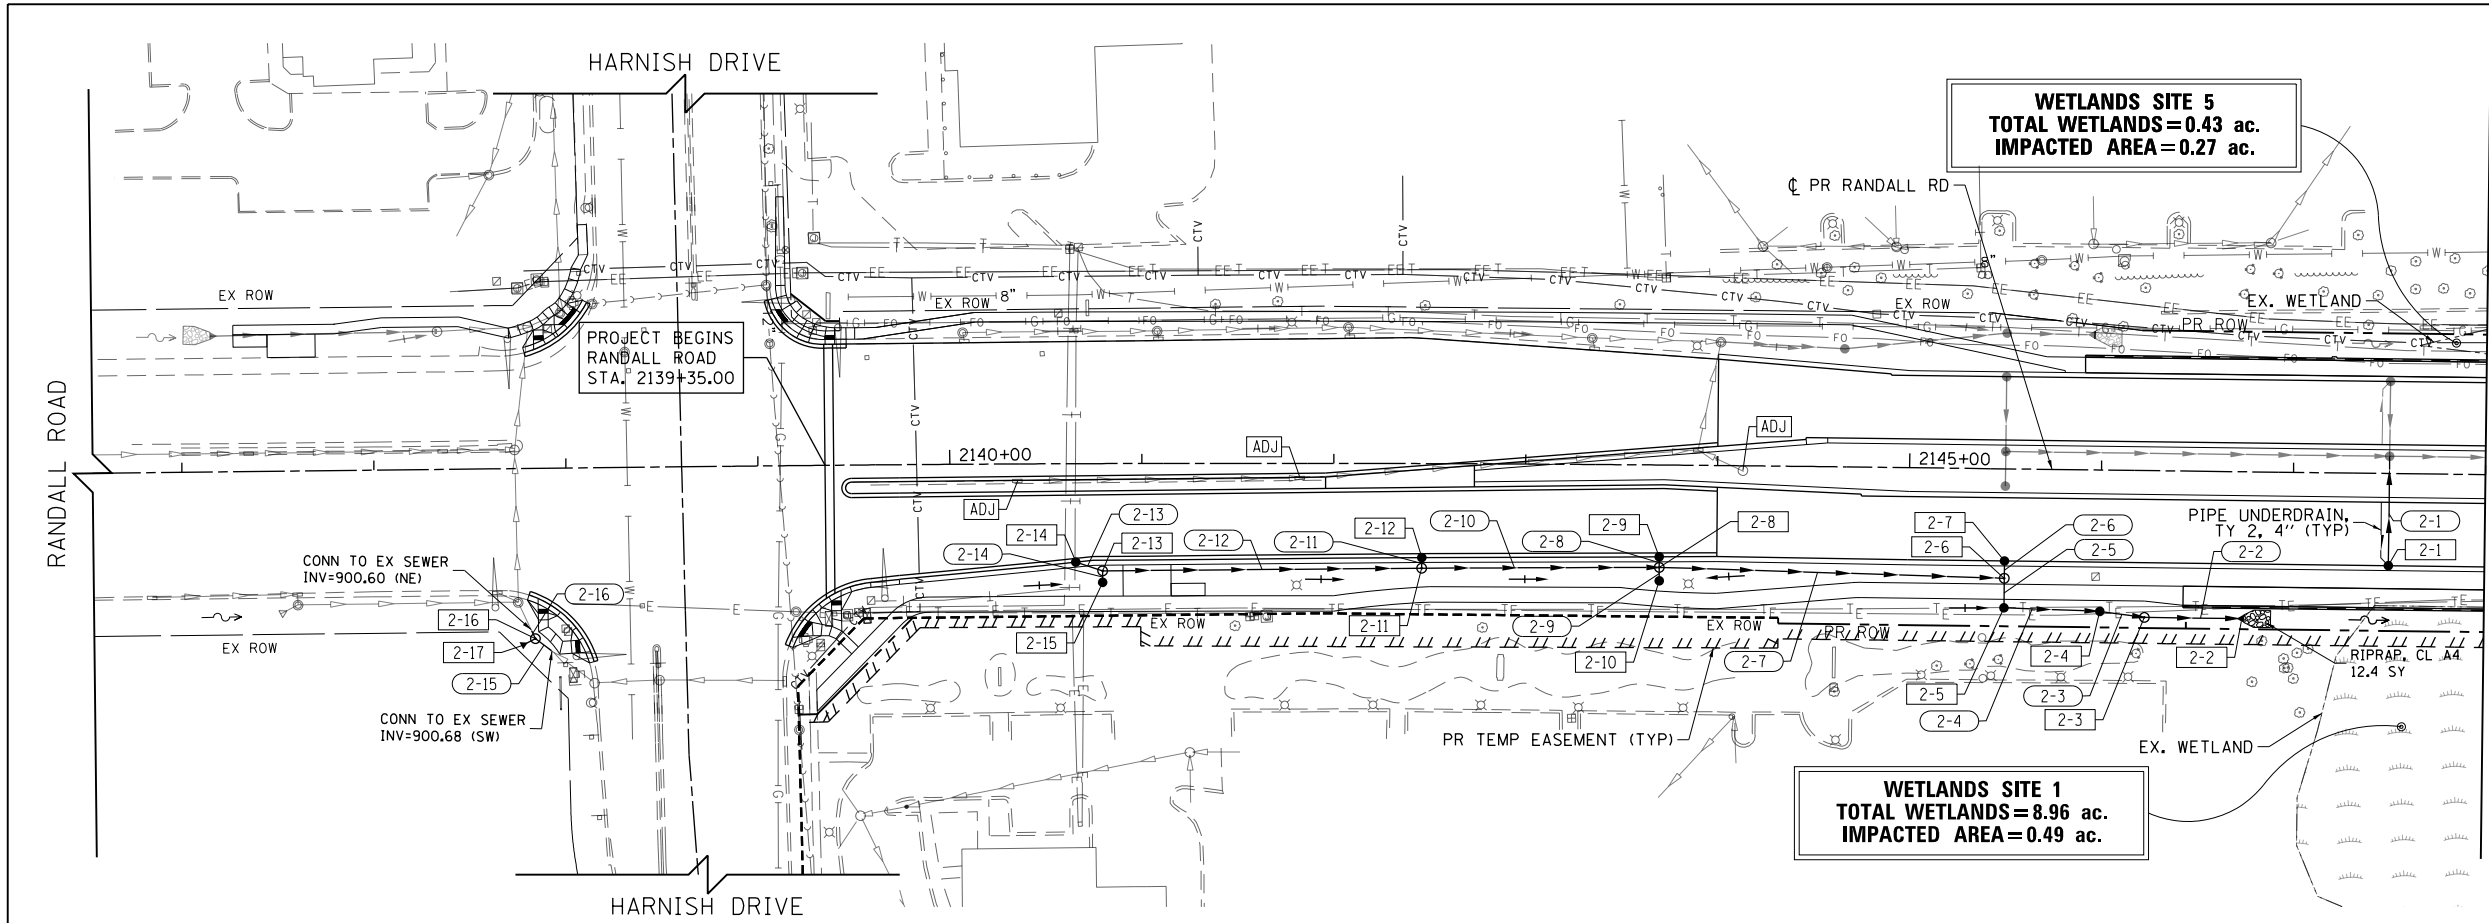 HARNISH DRIVE
WETLANDS SITE 5
TOTAL WETLANDS=0.43 ac.
IMPACTED AREA=0.27 ac.
℄ PR RANDALL RD
EX ROW
EX ROW 8"
8"
EX ROW
EX. WETLAND
PR ROW
PROJECT BEGINS
RANDALL ROAD
STA. 2139+35.00
RANDALL ROAD
2140+00
ADJ
ADJ
ADJ
2145+00
PIPE UNDERDRAIN,
TY 2, 4" (TYP)
2-1
2-1
2-2
2-14
2-13
2-13
2-14
2-12
2-11
2-12
2-10
2-9
2-8
2-8
2-7
2-6
2-6
2-5
CONN TO EX SEWER
INV=900.60 (NE)
2-16
2-16
2-17
2-15
EX ROW
CONN TO EX SEWER
INV=900.68 (SW)
2-15
EX ROW
2-11
2-9
2-10
EX ROW
2-7
PR ROW
2-5
2-4
2-4
2-3
2-3
2-2
RIPRAP, CL A4
12.4 SY
PR TEMP EASEMENT (TYP)
EX. WETLAND
WETLANDS SITE 1
TOTAL WETLANDS=8.96 ac.
IMPACTED AREA=0.49 ac.
HARNISH DRIVE